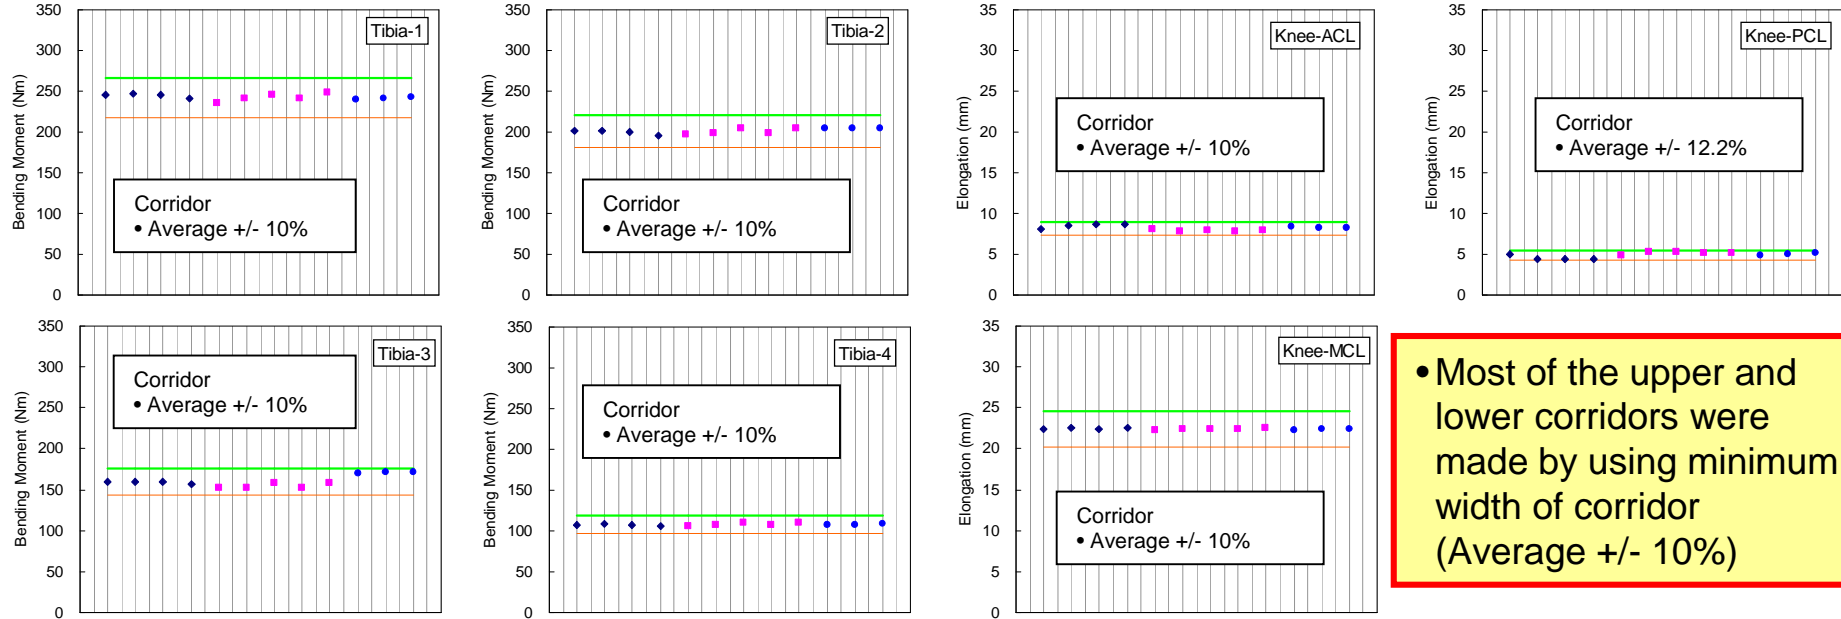 350
300
250
200
150
100
50
0
Bending Moment (Nm)
Tibia-1
Corridor
• Average +/- 10%
350
300
250
200
150
100
50
0
Bending Moment (Nm)
Tibia-2
Corridor
• Average +/- 10%
35
30
25
20
15
10
5
0
Elongation (mm)
Knee-ACL
Corridor
• Average +/- 10%
35
30
25
20
15
10
5
0
Elongation (mm)
Knee-PCL
Corridor
• Average +/- 12.2%
350
300
250
200
150
100
50
0
Bending Moment (Nm)
Tibia-3
Corridor
• Average +/- 10%
350
300
250
200
150
100
50
0
Bending Moment (Nm)
Tibia-4
Corridor
• Average +/- 10%
35
30
25
20
15
10
5
0
Elongation (mm)
Knee-MCL
Corridor
• Average +/- 10%
• Most of the upper and
lower corridors were
made by using minimum
width of corridor
(Average +/- 10%)